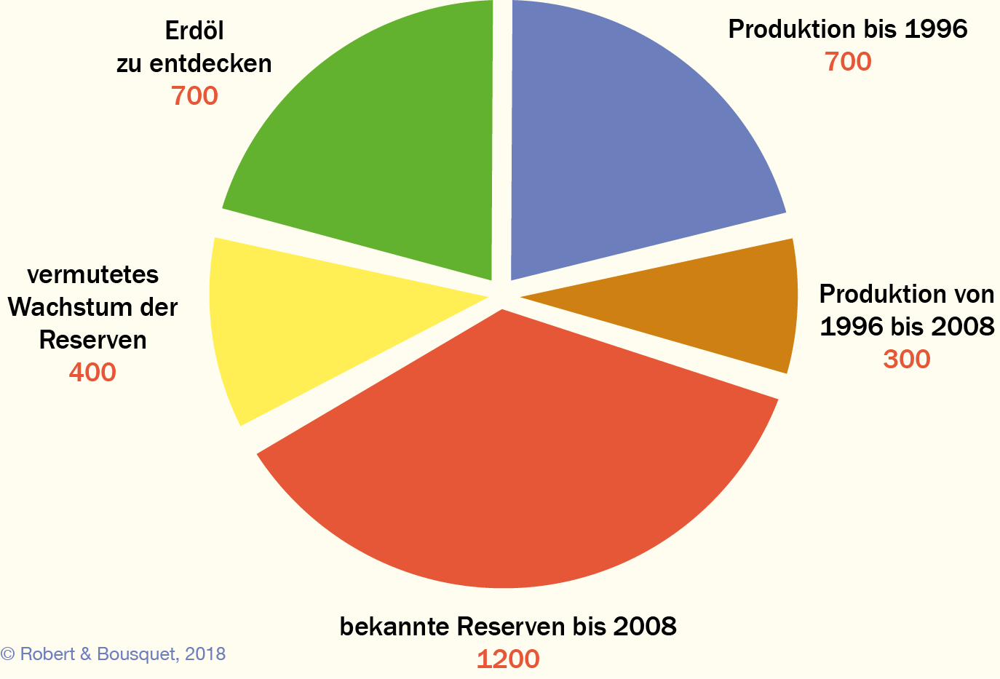 Erdöl
zu entdecken
700
Produktion bis 1996
700
vermutetes
Wachstum der
Reserven
400
Produktion von
1996 bis 2008
300
bekannte Reserven bis 2008
1200
© Robert & Bousquet, 2018